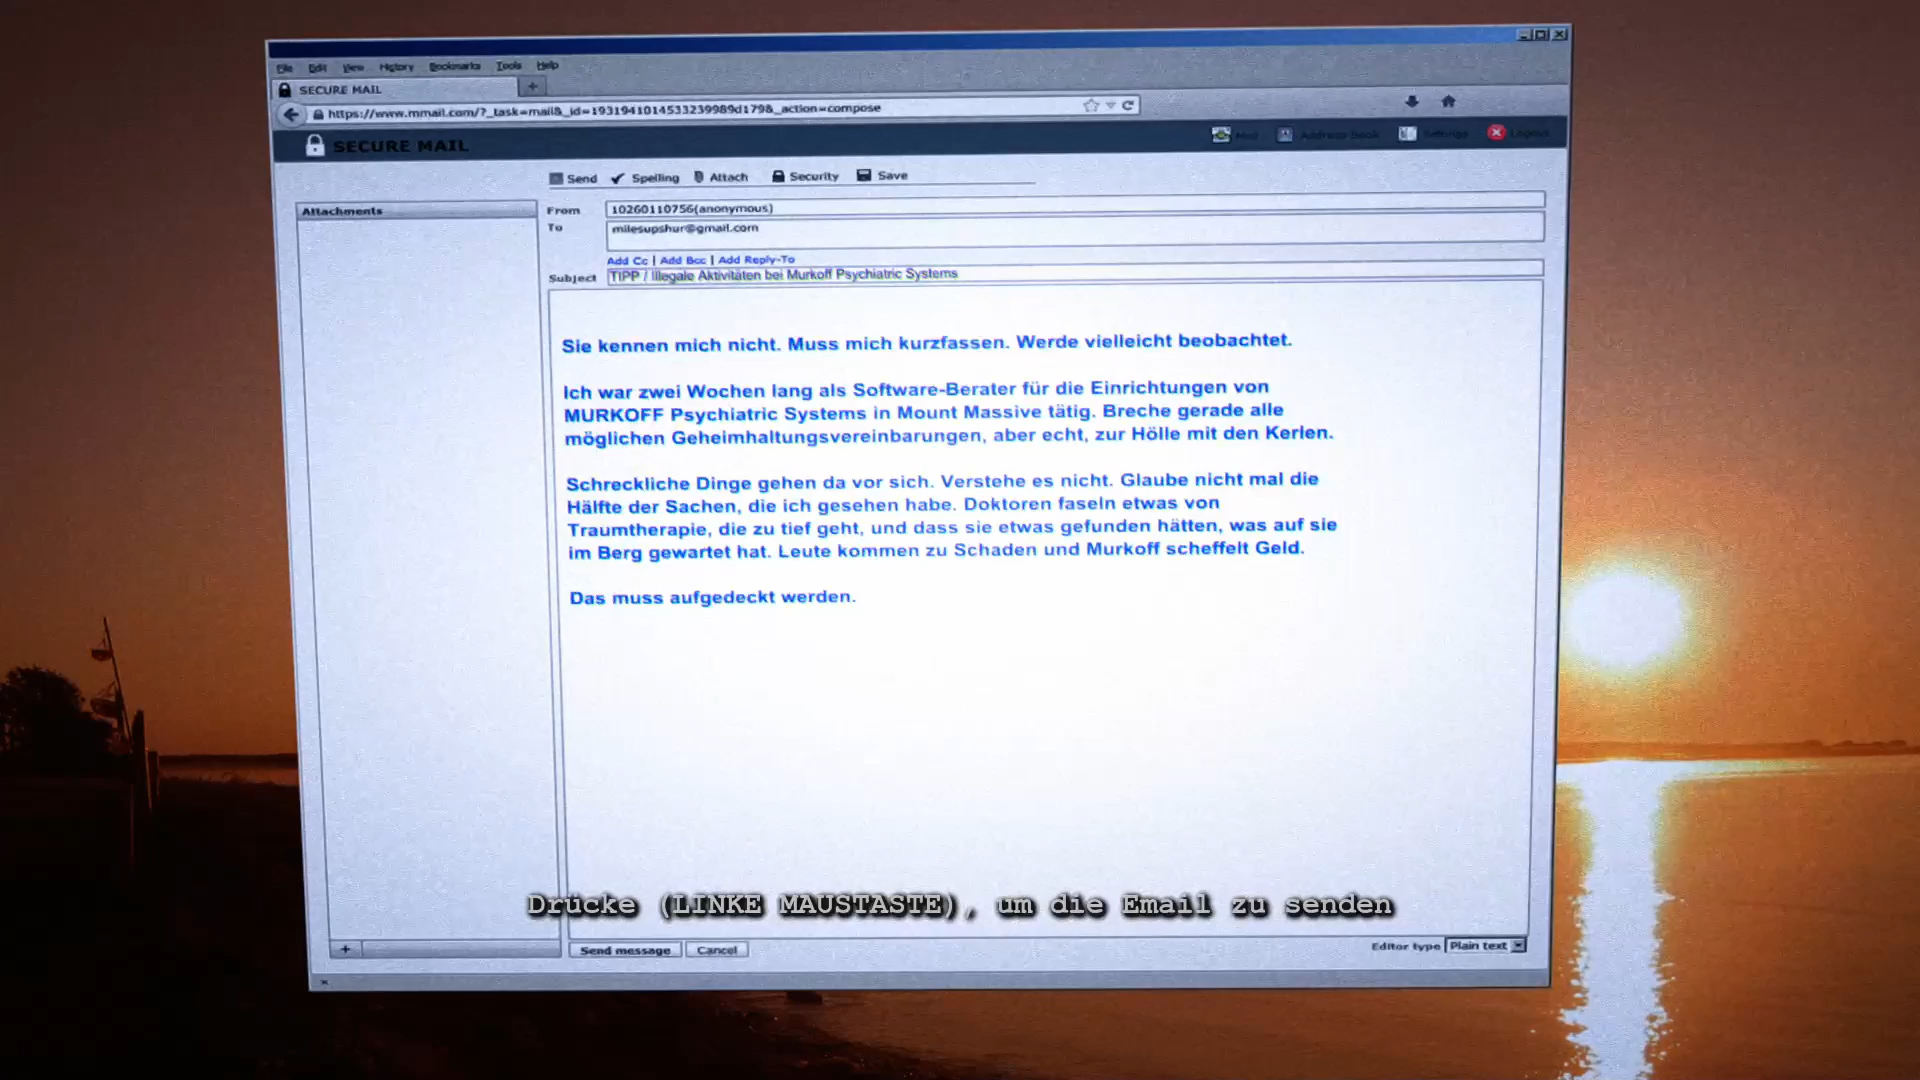 File Edit View History Bookmarks Tools Help
SECURE MAIL +
https://www.mmail.com/?_task=mail&_id=1931941014533239989d179&_action=compose
SECURE MAIL Mail Address Book Settings Logout
Send Spelling Attach Security Save
Attachments
From 10260110756(anonymous)
To milesupshur@gmail.com
Add Cc | Add Bcc | Add Reply-To
Subject TIPP / Illegale Aktivitäten bei Murkoff Psychiatric Systems
Sie kennen mich nicht. Muss mich kurzfassen. Werde vielleicht beobachtet.
Ich war zwei Wochen lang als Software-Berater für die Einrichtungen von
MURKOFF Psychiatric Systems in Mount Massive tätig. Breche gerade alle
möglichen Geheimhaltungsvereinbarungen, aber echt, zur Hölle mit den Kerlen.
Schreckliche Dinge gehen da vor sich. Verstehe es nicht. Glaube nicht mal die
Hälfte der Sachen, die ich gesehen habe. Doktoren faseln etwas von
Traumtherapie, die zu tief geht, und dass sie etwas gefunden hätten, was auf sie
im Berg gewartet hat. Leute kommen zu Schaden und Murkoff scheffelt Geld.
Das muss aufgedeckt werden.
Drücke (LINKE MAUSTASTE), um die Email zu senden
+ Send message Cancel Editor type Plain text